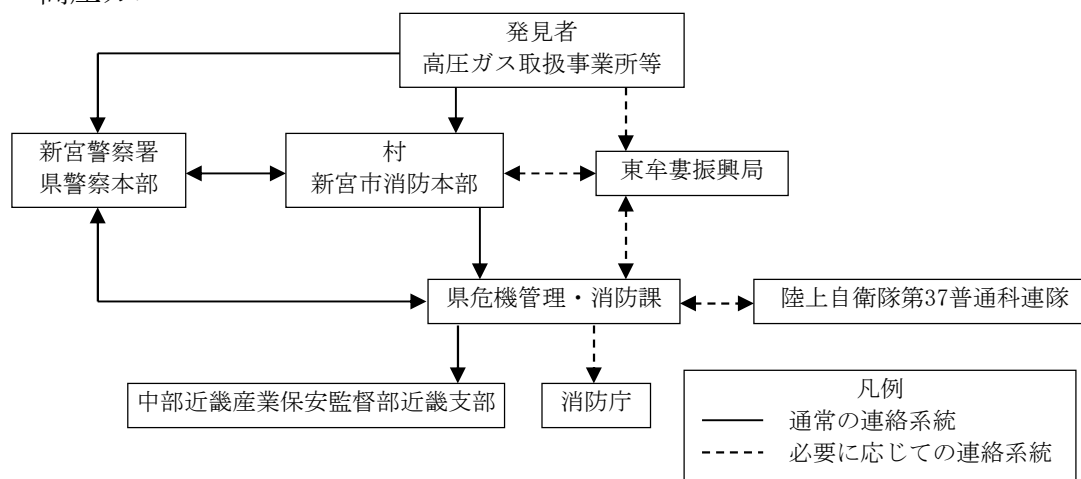 発見者
高圧ガス取扱事業所等
新宮警察署
県警察本部
村
新宮市消防本部
東牟婁振興局
県危機管理・消防課
陸上自衛隊第37普通科連隊
中部近畿産業保安監督部近畿支部
消防庁
凡例
通常の連絡系統
必要に応じての連絡系統